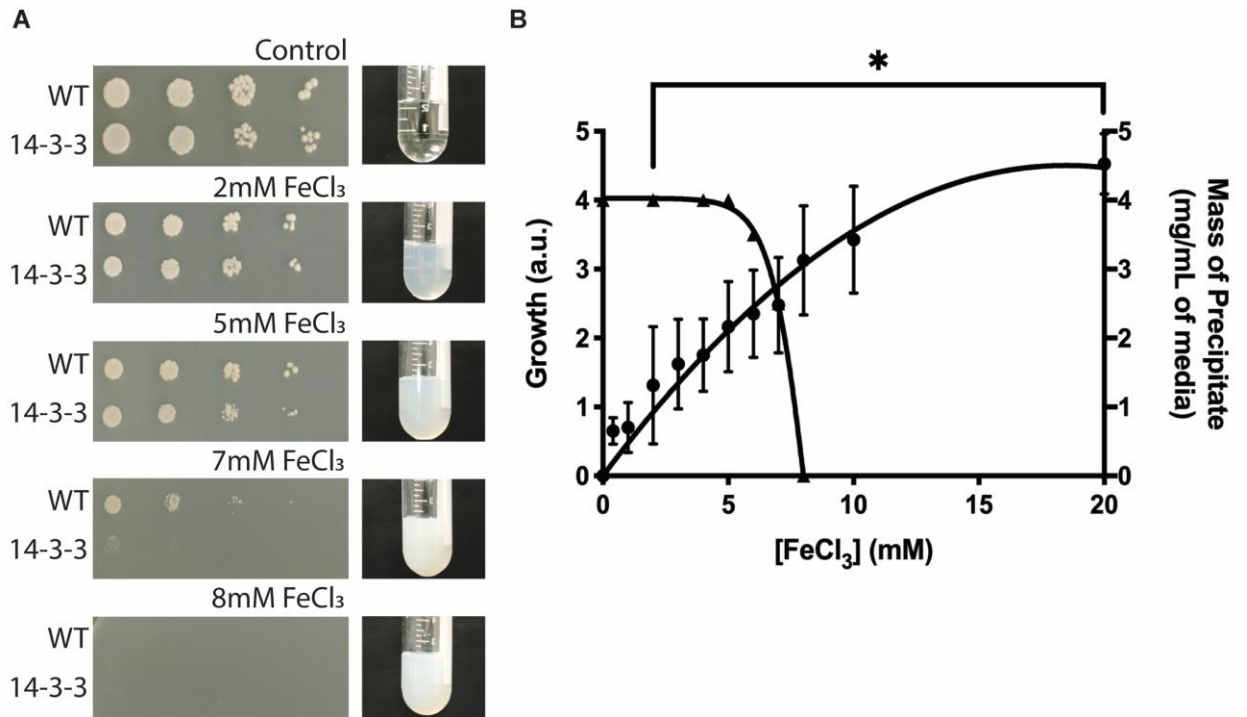 A
Control
WT
14-3-3
2mM FeCl₃
WT
14-3-3
5mM FeCl₃
WT
14-3-3
7mM FeCl₃
WT
14-3-3
8mM FeCl₃
WT
14-3-3
B
*
5
4
3
2
1
0
Growth (a.u.)
5
4
3
2
1
0
Mass of Precipitate
(mg/mL of media)
0 5 10 15 20
[FeCl₃] (mM)